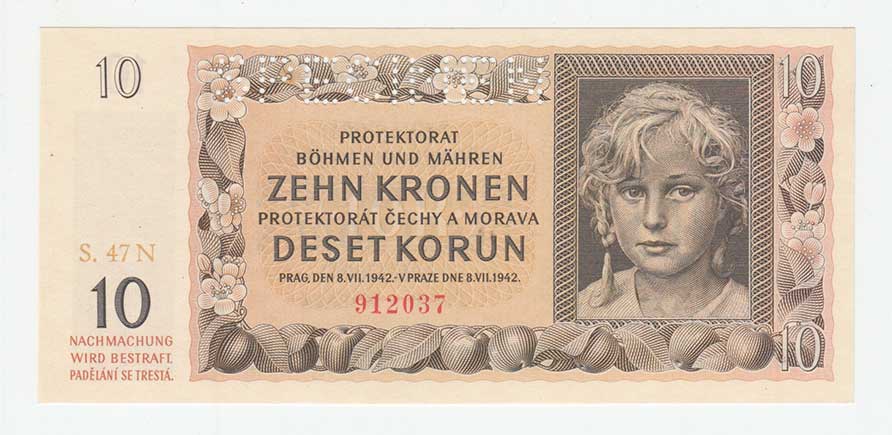 10
10
PROTEKTORAT
BÖHMEN UND MÄHREN
ZEHN KRONEN
PROTEKTORÁT ČECHY A MORAVA
DESET KORUN
PRAG, DEN 8.VII.1942.-V PRAZE DNE 8.VII.1942.
912037
S. 47 N
10
NACHMACHUNG
WIRD BESTRAFT.
PADĚLÁNÍ SE TRESTÁ.
10